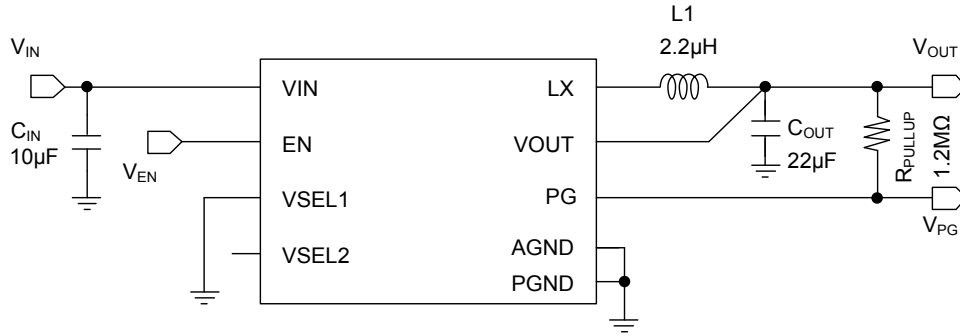 L1
2.2µH
VIN
VOUT
VIN
LX
CIN
10µF
EN
VOUT
COUT
22µF
RPULLUP
1.2MΩ
VEN
VSEL1
PG
VPG
VSEL2
AGND
PGND